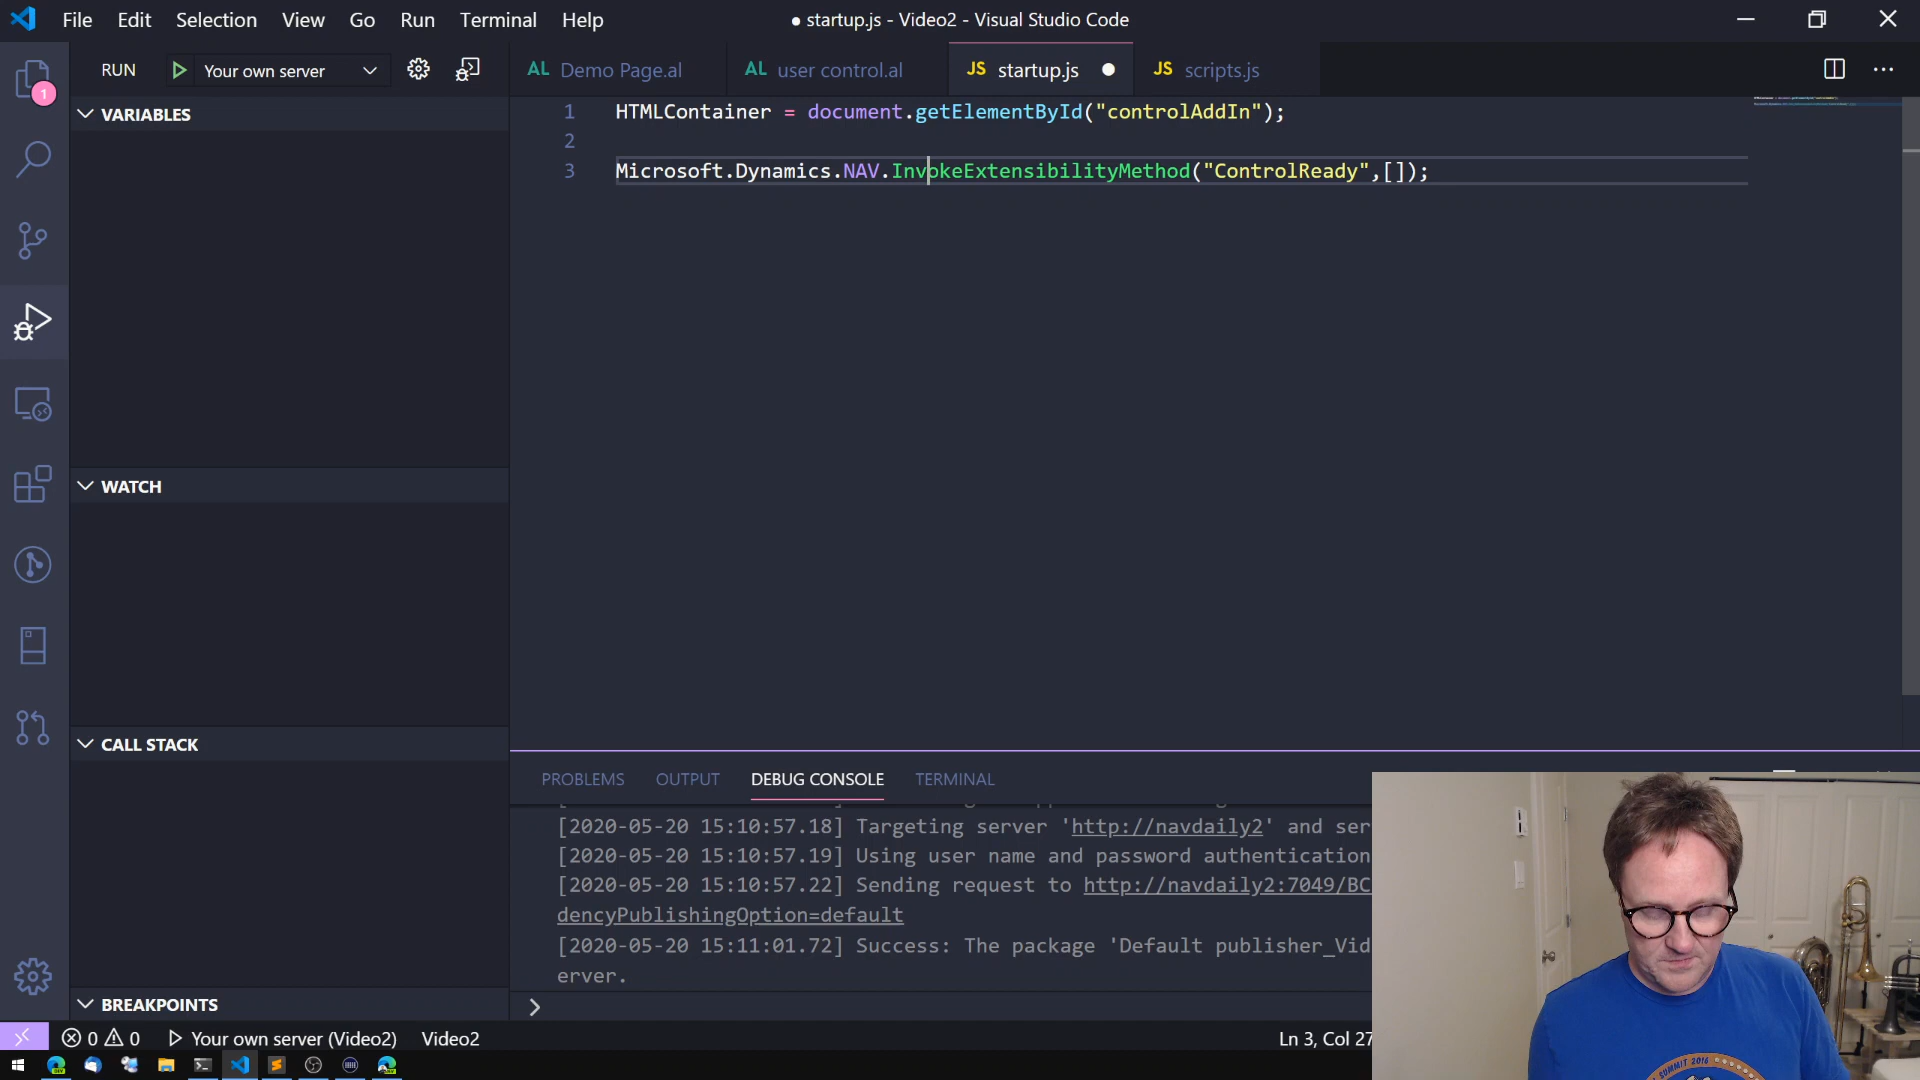 File Edit Selection View Go Run Terminal Help
● startup.js - Video2 - Visual Studio Code
1
RUN Your own server
AL Demo Page.al
AL user control.al
JS startup.js
JS scripts.js
VARIABLES
WATCH
CALL STACK
BREAKPOINTS
1 HTMLContainer = document.getElementById("controlAddIn");
2
3 Microsoft.Dynamics.NAV.InvokeExtensibilityMethod("ControlReady",[]);
PROBLEMS OUTPUT DEBUG CONSOLE TERMINAL
[2020-05-20 15:10:57.18] Targeting server 'http://navdaily2' and ser
[2020-05-20 15:10:57.19] Using user name and password authentication
[2020-05-20 15:10:57.22] Sending request to http://navdaily2:7049/BC
dencyPublishingOption=default
[2020-05-20 15:11:01.72] Success: The package 'Default publisher_Vid
erver.
0 0 Your own server (Video2) Video2
Ln 3, Col 27
SUMMIT 2016